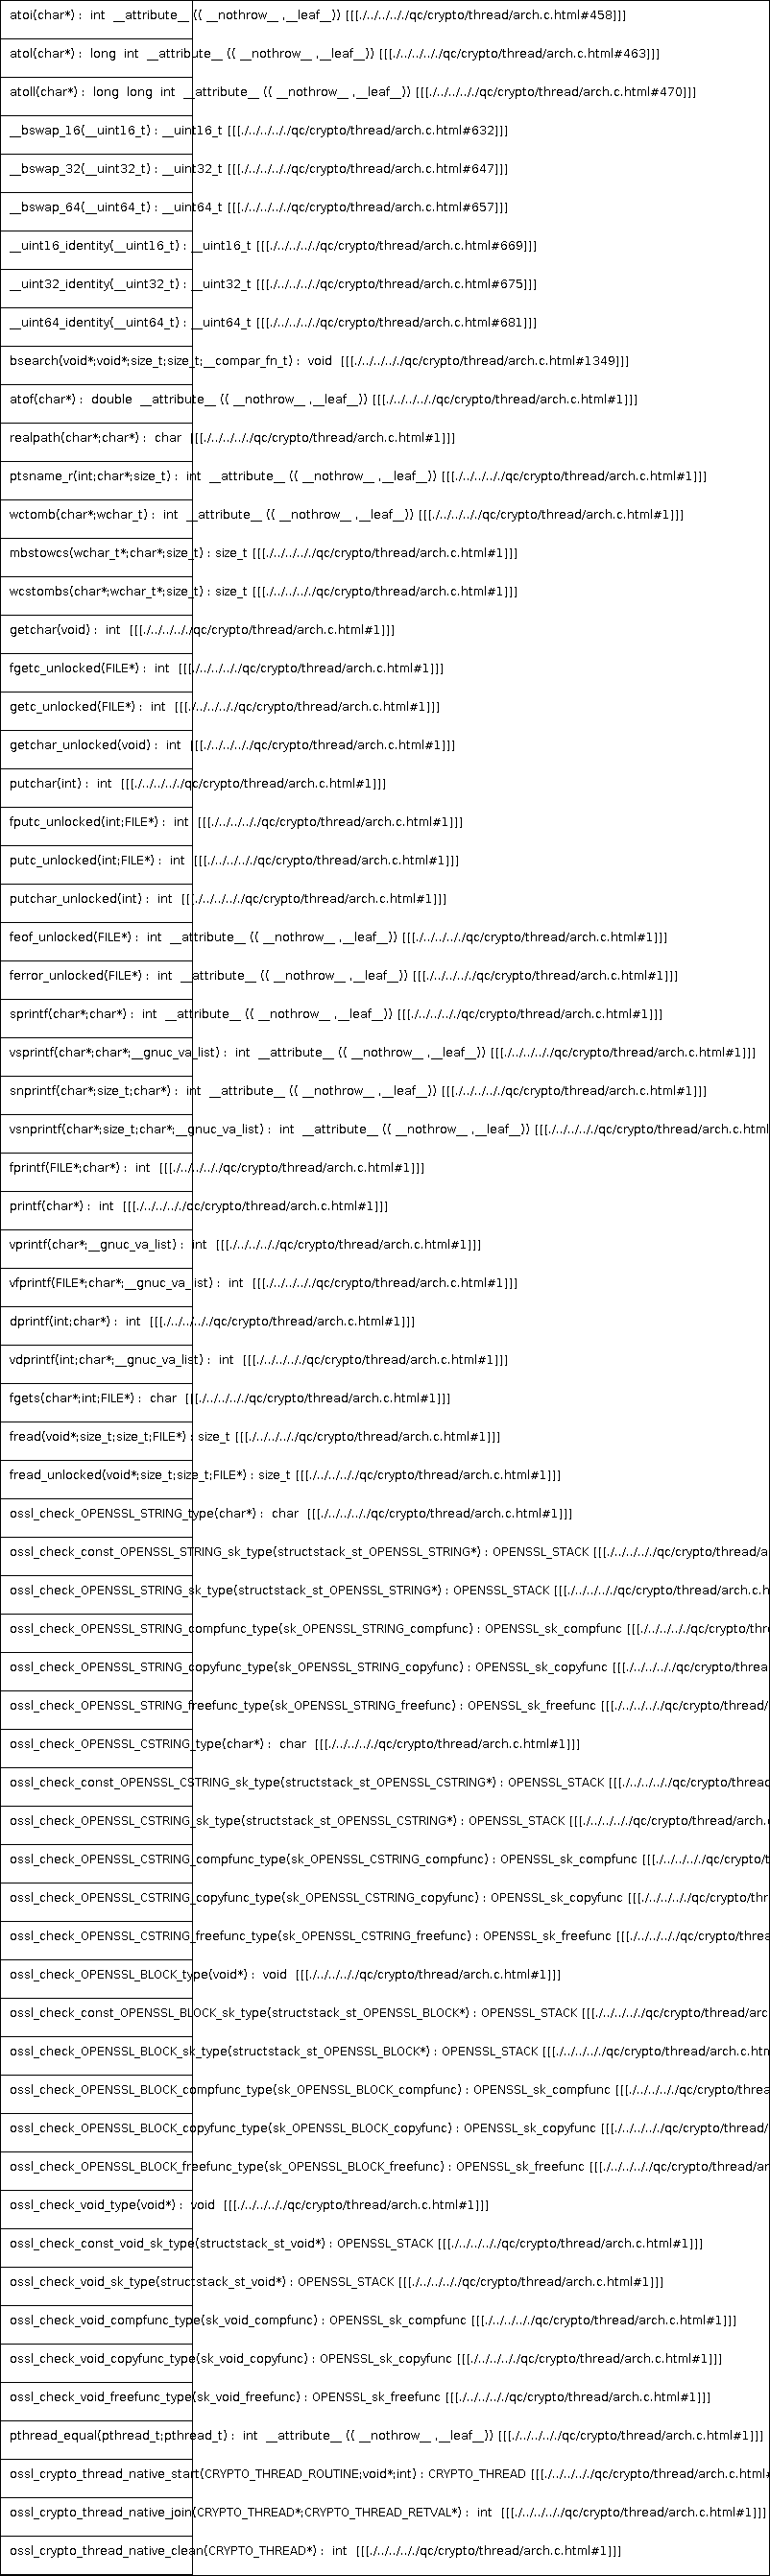 atoi(char*) :  int  __attribute__ (( __nothrow__ ,__leaf__)) [[[./../../../../qc/crypto/thread/arch.c.html#458]]]
atol(char*) :  long  int  __attribute__ (( __nothrow__ ,__leaf__)) [[[./../../../../qc/crypto/thread/arch.c.html#463]]]
atoll(char*) :  long  long  int  __attribute__ (( __nothrow__ ,__leaf__)) [[[./../../../../qc/crypto/thread/arch.c.html#470]]]
__bswap_16(__uint16_t) : __uint16_t [[[./../../../../qc/crypto/thread/arch.c.html#632]]]
__bswap_32(__uint32_t) : __uint32_t [[[./../../../../qc/crypto/thread/arch.c.html#647]]]
__bswap_64(__uint64_t) : __uint64_t [[[./../../../../qc/crypto/thread/arch.c.html#657]]]
__uint16_identity(__uint16_t) : __uint16_t [[[./../../../../qc/crypto/thread/arch.c.html#669]]]
__uint32_identity(__uint32_t) : __uint32_t [[[./../../../../qc/crypto/thread/arch.c.html#675]]]
__uint64_identity(__uint64_t) : __uint64_t [[[./../../../../qc/crypto/thread/arch.c.html#681]]]
bsearch(void*;void*;size_t;size_t;__compar_fn_t) :  void  [[[./../../../../qc/crypto/thread/arch.c.html#1349]]]
atof(char*) :  double  __attribute__ (( __nothrow__ ,__leaf__)) [[[./../../../../qc/crypto/thread/arch.c.html#1]]]
realpath(char*;char*) :  char  [[[./../../../../qc/crypto/thread/arch.c.html#1]]]
ptsname_r(int;char*;size_t) :  int  __attribute__ (( __nothrow__ ,__leaf__)) [[[./../../../../qc/crypto/thread/arch.c.html#1]]]
wctomb(char*;wchar_t) :  int  __attribute__ (( __nothrow__ ,__leaf__)) [[[./../../../../qc/crypto/thread/arch.c.html#1]]]
mbstowcs(wchar_t*;char*;size_t) : size_t [[[./../../../../qc/crypto/thread/arch.c.html#1]]]
wcstombs(char*;wchar_t*;size_t) : size_t [[[./../../../../qc/crypto/thread/arch.c.html#1]]]
getchar(void) :  int  [[[./../../../../qc/crypto/thread/arch.c.html#1]]]
fgetc_unlocked(FILE*) :  int  [[[./../../../../qc/crypto/thread/arch.c.html#1]]]
getc_unlocked(FILE*) :  int  [[[./../../../../qc/crypto/thread/arch.c.html#1]]]
getchar_unlocked(void) :  int  [[[./../../../../qc/crypto/thread/arch.c.html#1]]]
putchar(int) :  int  [[[./../../../../qc/crypto/thread/arch.c.html#1]]]
fputc_unlocked(int;FILE*) :  int  [[[./../../../../qc/crypto/thread/arch.c.html#1]]]
putc_unlocked(int;FILE*) :  int  [[[./../../../../qc/crypto/thread/arch.c.html#1]]]
putchar_unlocked(int) :  int  [[[./../../../../qc/crypto/thread/arch.c.html#1]]]
feof_unlocked(FILE*) :  int  __attribute__ (( __nothrow__ ,__leaf__)) [[[./../../../../qc/crypto/thread/arch.c.html#1]]]
ferror_unlocked(FILE*) :  int  __attribute__ (( __nothrow__ ,__leaf__)) [[[./../../../../qc/crypto/thread/arch.c.html#1]]]
sprintf(char*;char*) :  int  __attribute__ (( __nothrow__ ,__leaf__)) [[[./../../../../qc/crypto/thread/arch.c.html#1]]]
vsprintf(char*;char*;__gnuc_va_list) :  int  __attribute__ (( __nothrow__ ,__leaf__)) [[[./../../../../qc/crypto/thread/arch.c.html#1]]]
snprintf(char*;size_t;char*) :  int  __attribute__ (( __nothrow__ ,__leaf__)) [[[./../../../../qc/crypto/thread/arch.c.html#1]]]
vsnprintf(char*;size_t;char*;__gnuc_va_list) :  int  __attribute__ (( __nothrow__ ,__leaf__)) [[[./../../../../qc/crypto/thread/arch.c.html
fprintf(FILE*;char*) :  int  [[[./../../../../qc/crypto/thread/arch.c.html#1]]]
printf(char*) :  int  [[[./../../../../qc/crypto/thread/arch.c.html#1]]]
vprintf(char*;__gnuc_va_list) :  int  [[[./../../../../qc/crypto/thread/arch.c.html#1]]]
vfprintf(FILE*;char*;__gnuc_va_list) :  int  [[[./../../../../qc/crypto/thread/arch.c.html#1]]]
dprintf(int;char*) :  int  [[[./../../../../qc/crypto/thread/arch.c.html#1]]]
vdprintf(int;char*;__gnuc_va_list) :  int  [[[./../../../../qc/crypto/thread/arch.c.html#1]]]
fgets(char*;int;FILE*) :  char  [[[./../../../../qc/crypto/thread/arch.c.html#1]]]
fread(void*;size_t;size_t;FILE*) : size_t [[[./../../../../qc/crypto/thread/arch.c.html#1]]]
fread_unlocked(void*;size_t;size_t;FILE*) : size_t [[[./../../../../qc/crypto/thread/arch.c.html#1]]]
ossl_check_OPENSSL_STRING_type(char*) :  char  [[[./../../../../qc/crypto/thread/arch.c.html#1]]]
ossl_check_const_OPENSSL_STRING_sk_type(structstack_st_OPENSSL_STRING*) : OPENSSL_STACK [[[./../../../../qc/crypto/thread/a
ossl_check_OPENSSL_STRING_sk_type(structstack_st_OPENSSL_STRING*) : OPENSSL_STACK [[[./../../../../qc/crypto/thread/arch.c.h
ossl_check_OPENSSL_STRING_compfunc_type(sk_OPENSSL_STRING_compfunc) : OPENSSL_sk_compfunc [[[./../../../../qc/crypto/thr
ossl_check_OPENSSL_STRING_copyfunc_type(sk_OPENSSL_STRING_copyfunc) : OPENSSL_sk_copyfunc [[[./../../../../qc/crypto/threa
ossl_check_OPENSSL_STRING_freefunc_type(sk_OPENSSL_STRING_freefunc) : OPENSSL_sk_freefunc [[[./../../../../qc/crypto/thread/
ossl_check_OPENSSL_CSTRING_type(char*) :  char  [[[./../../../../qc/crypto/thread/arch.c.html#1]]]
ossl_check_const_OPENSSL_CSTRING_sk_type(structstack_st_OPENSSL_CSTRING*) : OPENSSL_STACK [[[./../../../../qc/crypto/thread
ossl_check_OPENSSL_CSTRING_sk_type(structstack_st_OPENSSL_CSTRING*) : OPENSSL_STACK [[[./../../../../qc/crypto/thread/arch.c
ossl_check_OPENSSL_CSTRING_compfunc_type(sk_OPENSSL_CSTRING_compfunc) : OPENSSL_sk_compfunc [[[./../../../../qc/crypto/t
ossl_check_OPENSSL_CSTRING_copyfunc_type(sk_OPENSSL_CSTRING_copyfunc) : OPENSSL_sk_copyfunc [[[./../../../../qc/crypto/thr
ossl_check_OPENSSL_CSTRING_freefunc_type(sk_OPENSSL_CSTRING_freefunc) : OPENSSL_sk_freefunc [[[./../../../../qc/crypto/threa
ossl_check_OPENSSL_BLOCK_type(void*) :  void  [[[./../../../../qc/crypto/thread/arch.c.html#1]]]
ossl_check_const_OPENSSL_BLOCK_sk_type(structstack_st_OPENSSL_BLOCK*) : OPENSSL_STACK [[[./../../../../qc/crypto/thread/arc
ossl_check_OPENSSL_BLOCK_sk_type(structstack_st_OPENSSL_BLOCK*) : OPENSSL_STACK [[[./../../../../qc/crypto/thread/arch.c.htm
ossl_check_OPENSSL_BLOCK_compfunc_type(sk_OPENSSL_BLOCK_compfunc) : OPENSSL_sk_compfunc [[[./../../../../qc/crypto/threa
ossl_check_OPENSSL_BLOCK_copyfunc_type(sk_OPENSSL_BLOCK_copyfunc) : OPENSSL_sk_copyfunc [[[./../../../../qc/crypto/thread/
ossl_check_OPENSSL_BLOCK_freefunc_type(sk_OPENSSL_BLOCK_freefunc) : OPENSSL_sk_freefunc [[[./../../../../qc/crypto/thread/ar
ossl_check_void_type(void*) :  void  [[[./../../../../qc/crypto/thread/arch.c.html#1]]]
ossl_check_const_void_sk_type(structstack_st_void*) : OPENSSL_STACK [[[./../../../../qc/crypto/thread/arch.c.html#1]]]
ossl_check_void_sk_type(structstack_st_void*) : OPENSSL_STACK [[[./../../../../qc/crypto/thread/arch.c.html#1]]]
ossl_check_void_compfunc_type(sk_void_compfunc) : OPENSSL_sk_compfunc [[[./../../../../qc/crypto/thread/arch.c.html#1]]]
ossl_check_void_copyfunc_type(sk_void_copyfunc) : OPENSSL_sk_copyfunc [[[./../../../../qc/crypto/thread/arch.c.html#1]]]
ossl_check_void_freefunc_type(sk_void_freefunc) : OPENSSL_sk_freefunc [[[./../../../../qc/crypto/thread/arch.c.html#1]]]
pthread_equal(pthread_t;pthread_t) :  int  __attribute__ (( __nothrow__ ,__leaf__)) [[[./../../../../qc/crypto/thread/arch.c.html#1]]]
ossl_crypto_thread_native_start(CRYPTO_THREAD_ROUTINE;void*;int) : CRYPTO_THREAD [[[./../../../../qc/crypto/thread/arch.c.html#
ossl_crypto_thread_native_join(CRYPTO_THREAD*;CRYPTO_THREAD_RETVAL*) :  int  [[[./../../../../qc/crypto/thread/arch.c.html#1]]]
ossl_crypto_thread_native_clean(CRYPTO_THREAD*) :  int  [[[./../../../../qc/crypto/thread/arch.c.html#1]]]